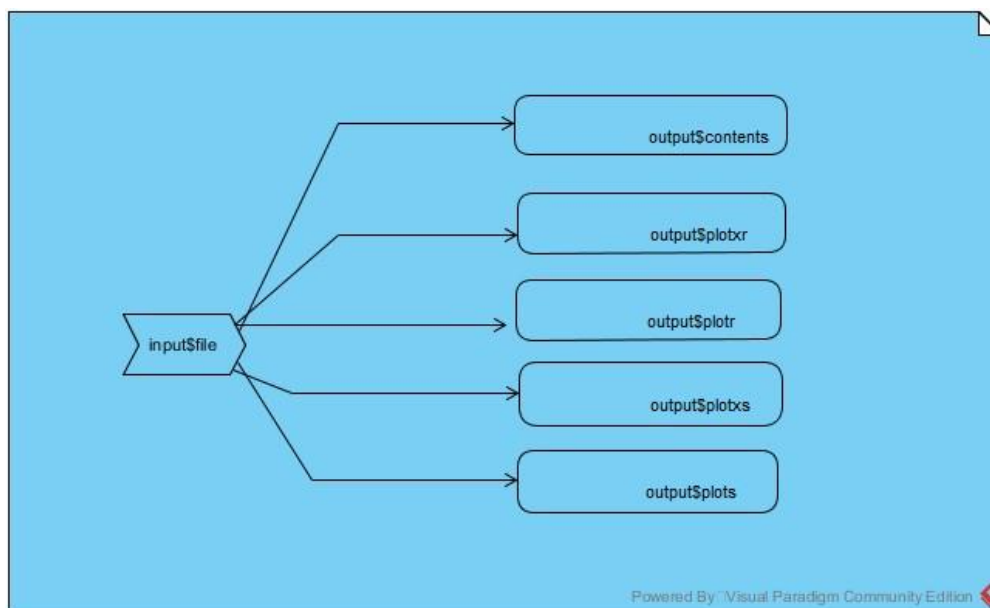 output$contents
output$plotxr
output$plotr
input$file
output$plotxs
output$plots
Powered By Visual Paradigm Community Edition